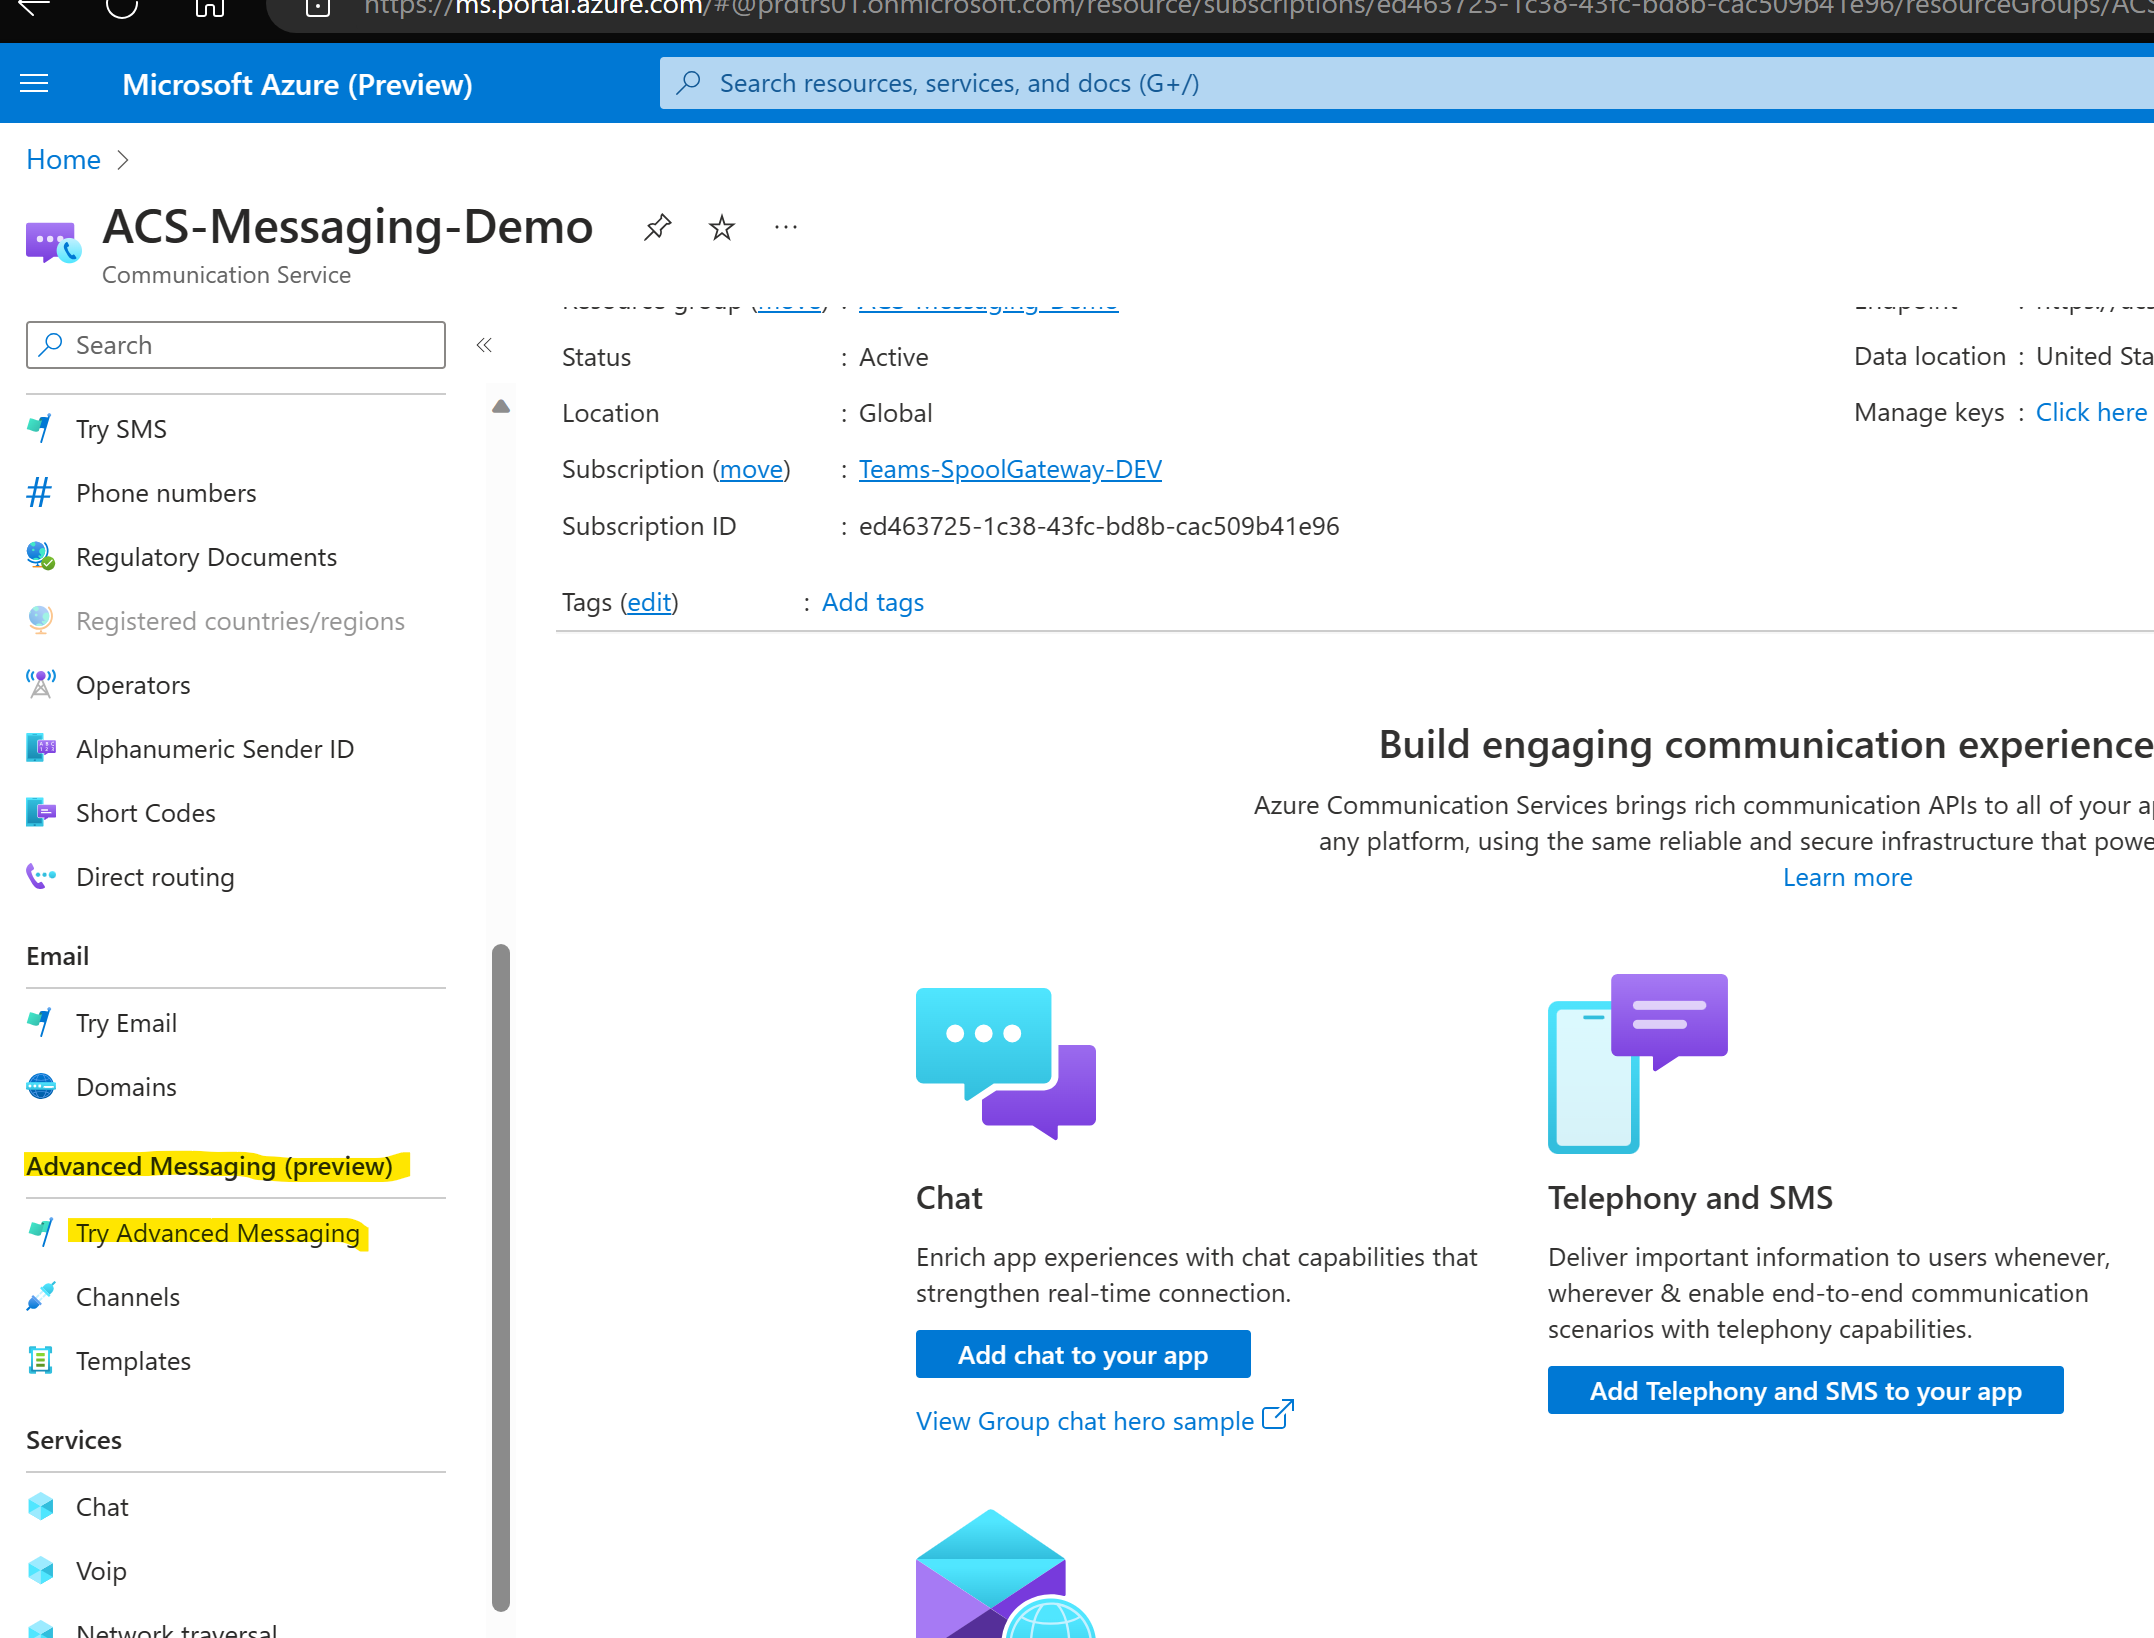 https://ms.portal.azure.com/#@prdtrs01.onmicrosoft.com/resource/subscriptions/ed463725-1c38-43fc-bd8b-cac509b41e96/resourceGroups/ACS
Microsoft Azure (Preview)
Search resources, services, and docs (G+/)
Home
ACS-Messaging-Demo
Communication Service
Search
Try SMS
Phone numbers
Regulatory Documents
Registered countries/regions
Operators
Alphanumeric Sender ID
Short Codes
Direct routing
Email
Try Email
Domains
Advanced Messaging (preview)
Try Advanced Messaging
Channels
Templates
Services
Chat
Voip
Network traversal
Resource group (move) : ACS-Messaging-Demo
Status : Active
Location : Global
Subscription (move) : Teams-SpoolGateway-DEV
Subscription ID : ed463725-1c38-43fc-bd8b-cac509b41e96
Tags (edit) : Add tags
Endpoint : https://acs
Data location : United Sta
Manage keys : Click here
Build engaging communication experience
Azure Communication Services brings rich communication APIs to all of your ap
any platform, using the same reliable and secure infrastructure that powe
Learn more
Chat
Enrich app experiences with chat capabilities that
strengthen real-time connection.
Add chat to your app
View Group chat hero sample
Telephony and SMS
Deliver important information to users whenever,
wherever & enable end-to-end communication
scenarios with telephony capabilities.
Add Telephony and SMS to your app